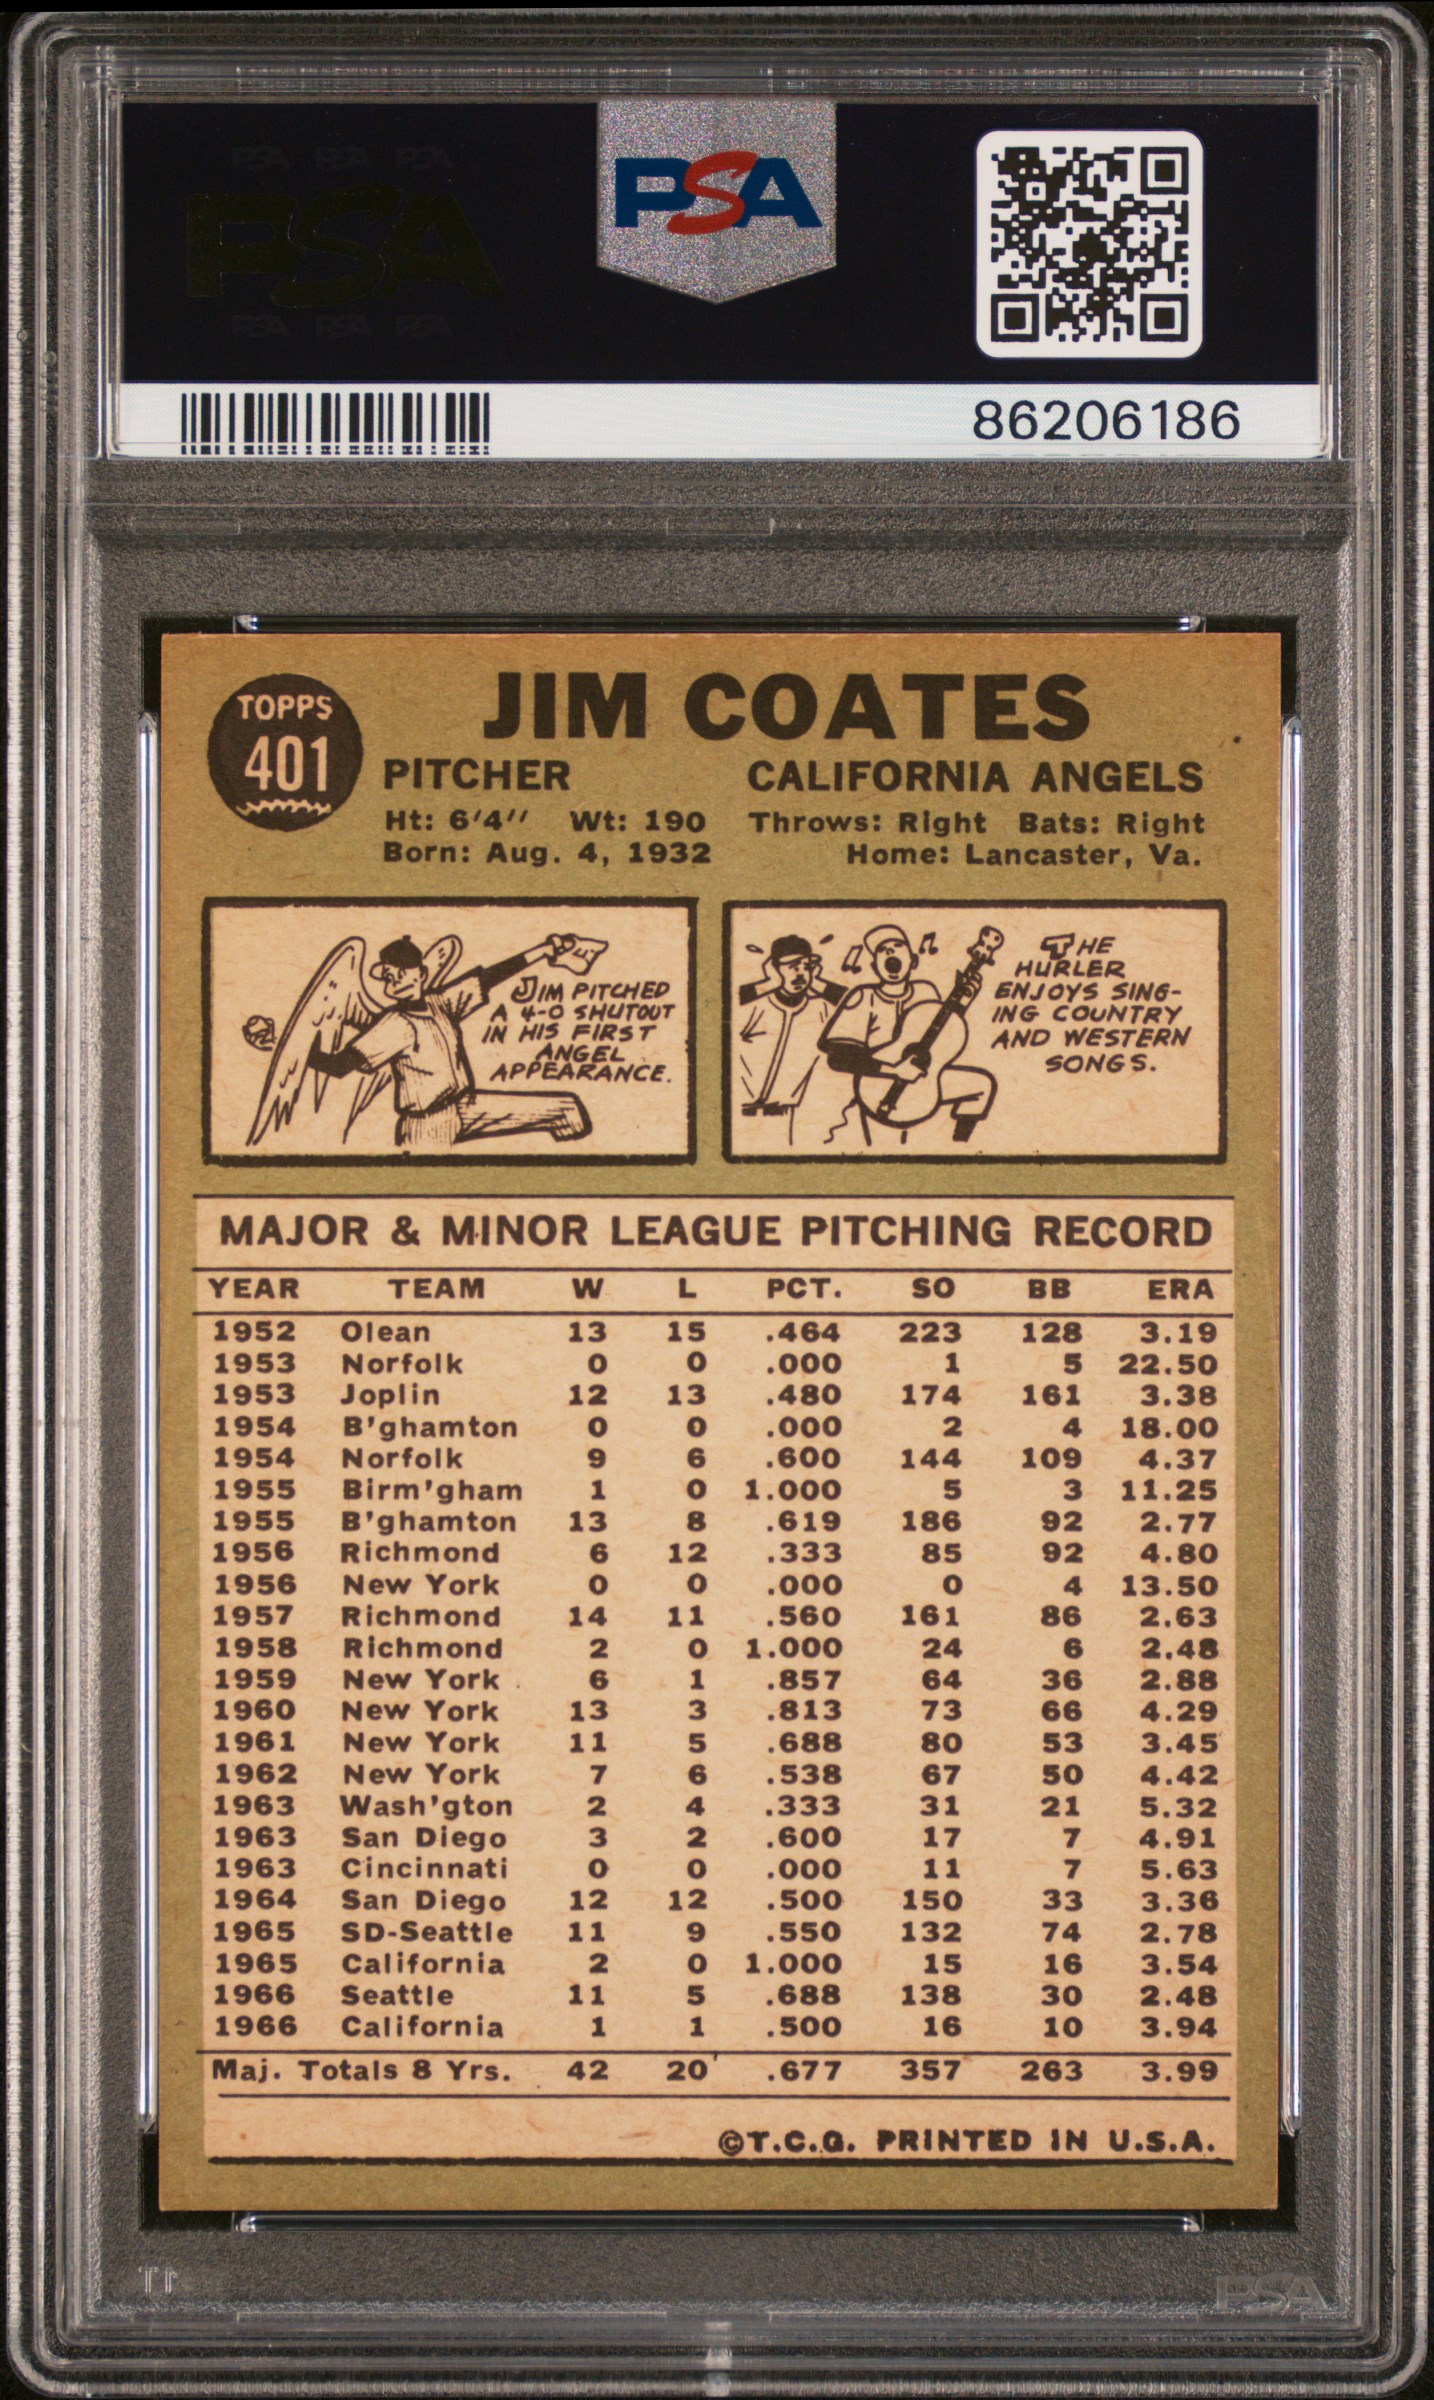 PSA PSA PSA
PSA
PSA PSA PSA
PSA
86206186
TOPPS
401
JIM COATES
PITCHER CALIFORNIA ANGELS
Ht: 6'4" Wt: 190 Throws: Right Bats: Right
Born: Aug. 4, 1932 Home: Lancaster, Va.
JIM PITCHED
A 4-0 SHUTOUT
IN HIS FIRST
ANGEL
APPEARANCE.
THE
HURLER
ENJOYS SING-
ING COUNTRY
AND WESTERN
SONGS.
MAJOR & MINOR LEAGUE PITCHING RECORD
YEAR TEAM W L PCT. SO BB ERA
1952 Olean 13 15 .464 223 128 3.19
1953 Norfolk 0 0 .000 1 5 22.50
1953 Joplin 12 13 .480 174 161 3.38
1954 B'ghamton 0 0 .000 2 4 18.00
1954 Norfolk 9 6 .600 144 109 4.37
1955 Birm'gham 1 0 1.000 5 3 11.25
1955 B'ghamton 13 8 .619 186 92 2.77
1956 Richmond 6 12 .333 85 92 4.80
1956 New York 0 0 .000 0 4 13.50
1957 Richmond 14 11 .560 161 86 2.63
1958 Richmond 2 0 1.000 24 6 2.48
1959 New York 6 1 .857 64 36 2.88
1960 New York 13 3 .813 73 66 4.29
1961 New York 11 5 .688 80 53 3.45
1962 New York 7 6 .538 67 50 4.42
1963 Wash'gton 2 4 .333 31 21 5.32
1963 San Diego 3 2 .600 17 7 4.91
1963 Cincinnati 0 0 .000 11 7 5.63
1964 San Diego 12 12 .500 150 33 3.36
1965 SD-Seattle 11 9 .550 132 74 2.78
1965 California 2 0 1.000 15 16 3.54
1966 Seattle 11 5 .688 138 30 2.48
1966 California 1 1 .500 16 10 3.94
Maj. Totals 8 Yrs. 42 20 .677 357 263 3.99
©T.C.G. PRINTED IN U.S.A.
PSA